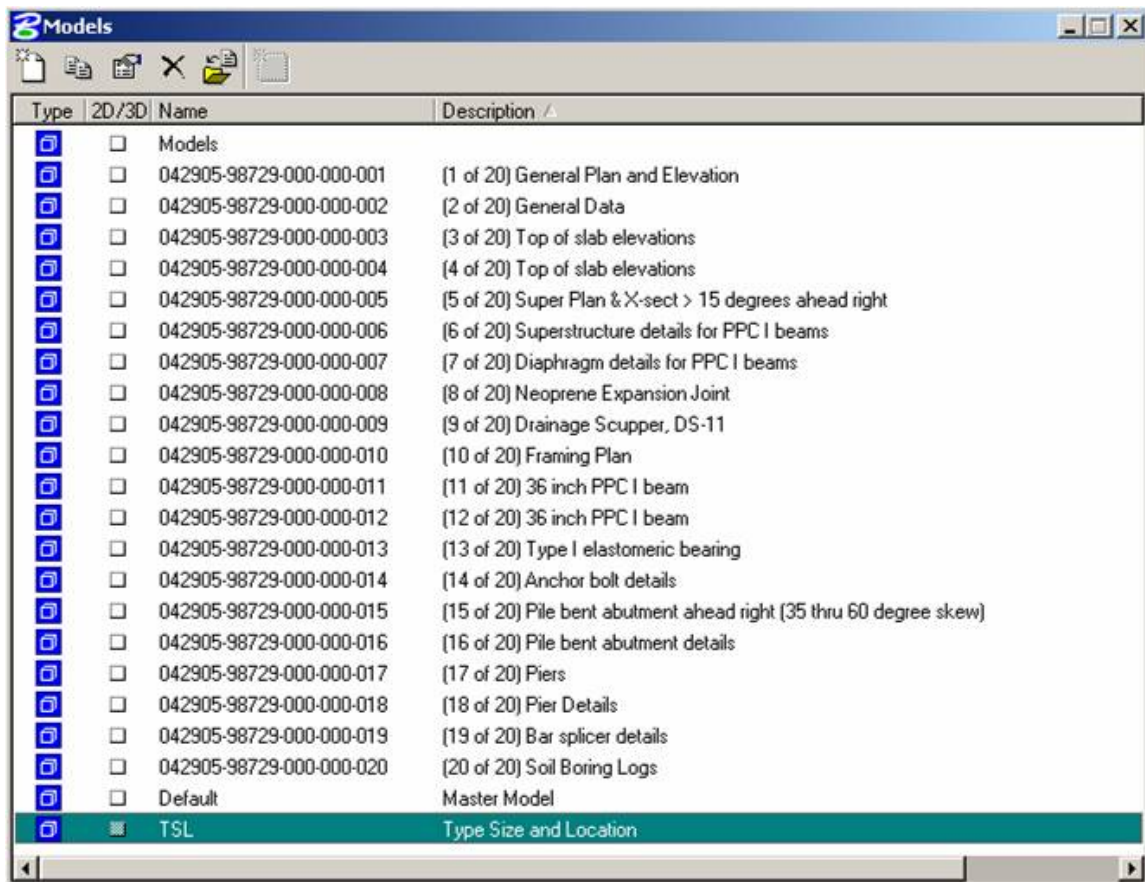 Models
Type 2D/3D Name Description
Models
042905-98729-000-000-001 (1 of 20) General Plan and Elevation
042905-98729-000-000-002 (2 of 20) General Data
042905-98729-000-000-003 (3 of 20) Top of slab elevations
042905-98729-000-000-004 (4 of 20) Top of slab elevations
042905-98729-000-000-005 (5 of 20) Super Plan & X-sect > 15 degrees ahead right
042905-98729-000-000-006 (6 of 20) Superstructure details for PPC I beams
042905-98729-000-000-007 (7 of 20) Diaphragm details for PPC I beams
042905-98729-000-000-008 (8 of 20) Neoprene Expansion Joint
042905-98729-000-000-009 (9 of 20) Drainage Scupper, DS-11
042905-98729-000-000-010 (10 of 20) Framing Plan
042905-98729-000-000-011 (11 of 20) 36 inch PPC I beam
042905-98729-000-000-012 (12 of 20) 36 inch PPC I beam
042905-98729-000-000-013 (13 of 20) Type I elastomeric bearing
042905-98729-000-000-014 (14 of 20) Anchor bolt details
042905-98729-000-000-015 (15 of 20) Pile bent abutment ahead right (35 thru 60 degree skew)
042905-98729-000-000-016 (16 of 20) Pile bent abutment details
042905-98729-000-000-017 (17 of 20) Piers
042905-98729-000-000-018 (18 of 20) Pier Details
042905-98729-000-000-019 (19 of 20) Bar splicer details
042905-98729-000-000-020 (20 of 20) Soil Boring Logs
Default Master Model
TSL Type Size and Location